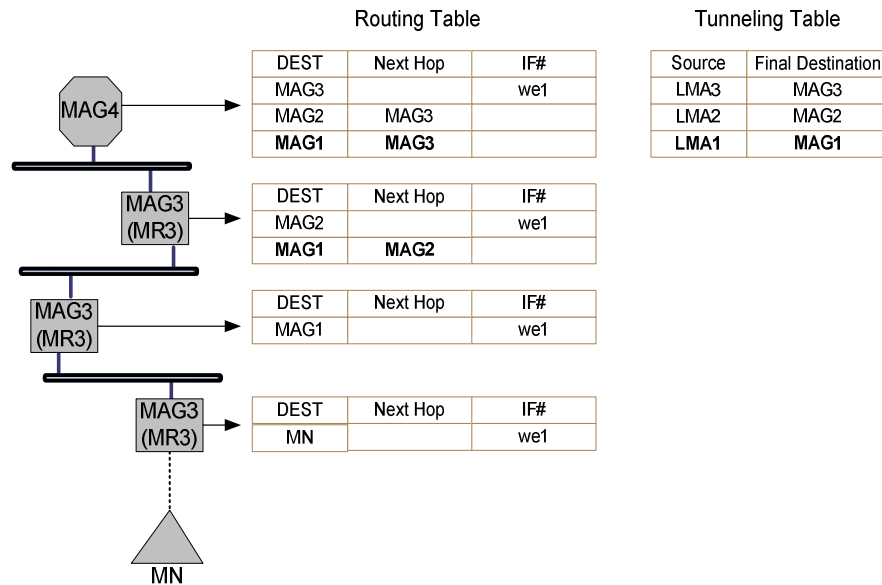 Routing Table
Tunneling Table
DEST Next Hop IF#
MAG3 we1
MAG2 MAG3
MAG1 MAG3
Source Final Destination
LMA3 MAG3
LMA2 MAG2
LMA1 MAG1
MAG4
MAG3
(MR3)
DEST Next Hop IF#
MAG2 we1
MAG1 MAG2
MAG3
(MR3)
DEST Next Hop IF#
MAG1 we1
MAG3
(MR3)
DEST Next Hop IF#
MN we1
MN